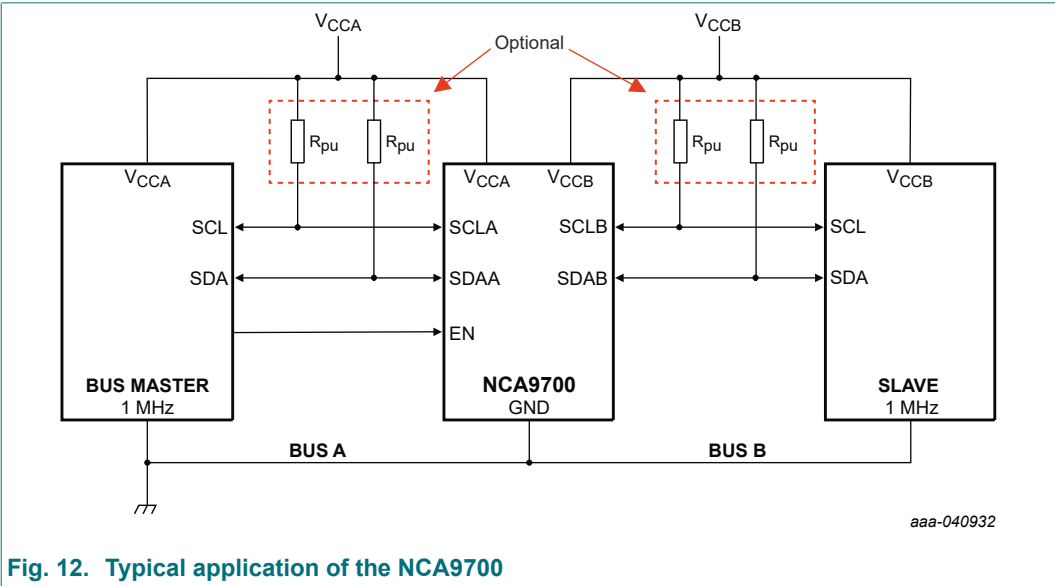 VCCA
VCCB
Optional
Rpu
Rpu
Rpu
Rpu
VCCA
VCCA
VCCB
VCCB
SCL
SCLA
SCLB
SCL
SDA
SDAA
SDAB
SDA
EN
BUS MASTER
1 MHz
NCA9700
GND
SLAVE
1 MHz
BUS A
BUS B
aaa-040932
Fig. 12. Typical application of the NCA9700